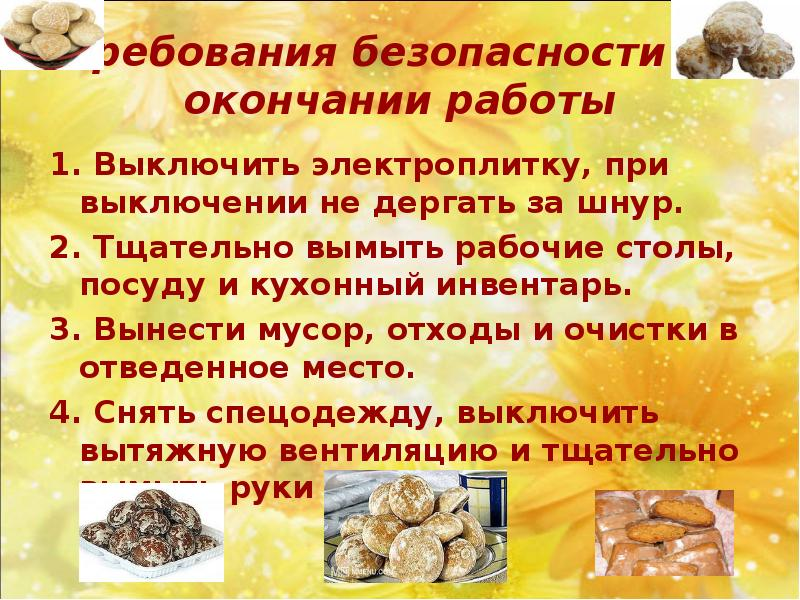 ребования безопасности
окончании работы
1. Выключить электроплитку, при
выключении не дергать за шнур.
2. Тщательно вымыть рабочие столы,
посуду и кухонный инвентарь.
3. Вынести мусор, отходы и очистки в
отведенное место.
4. Снять спецодежду, выключить
вытяжную вентиляцию и тщательно
вымыть руки